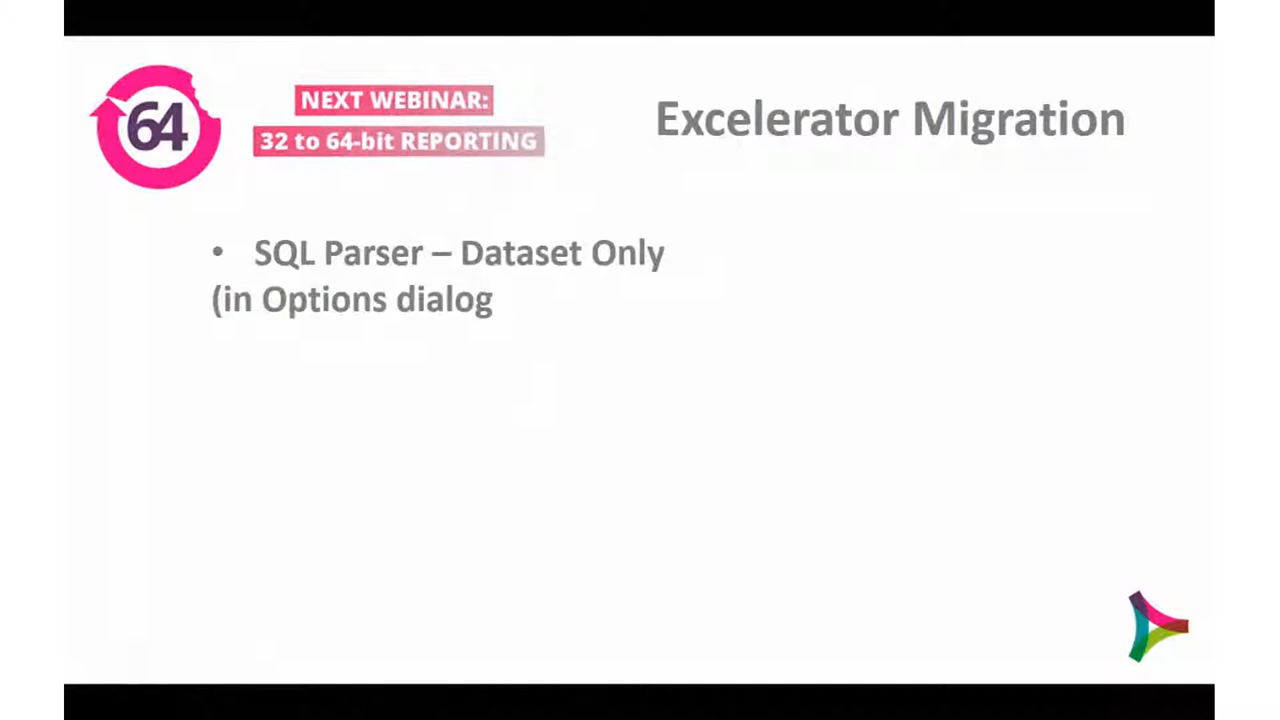 64
NEXT WEBINAR:
32 to 64-bit REPORTING
Excelerator Migration
• SQL Parser – Dataset Only
(in Options dialog